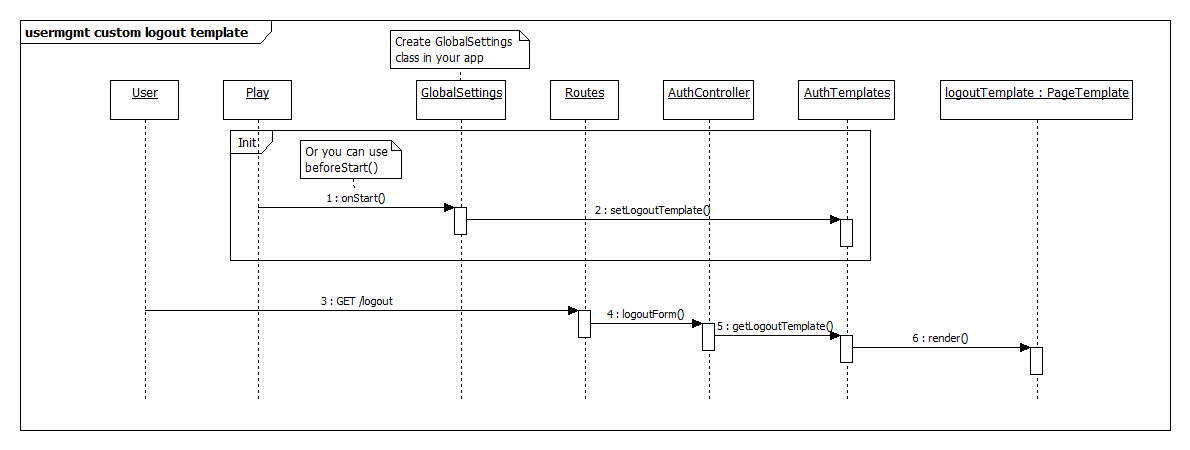 usermgmt custom logout template
Create GlobalSettings
class in your app
User
Play
GlobalSettings
Routes
AuthController
AuthTemplates
logoutTemplate : PageTemplate
Init
Or you can use
beforeStart()
1 : onStart()
2 : setLogoutTemplate()
3 : GET /logout
4 : logoutForm()
5 : getLogoutTemplate()
6 : render()